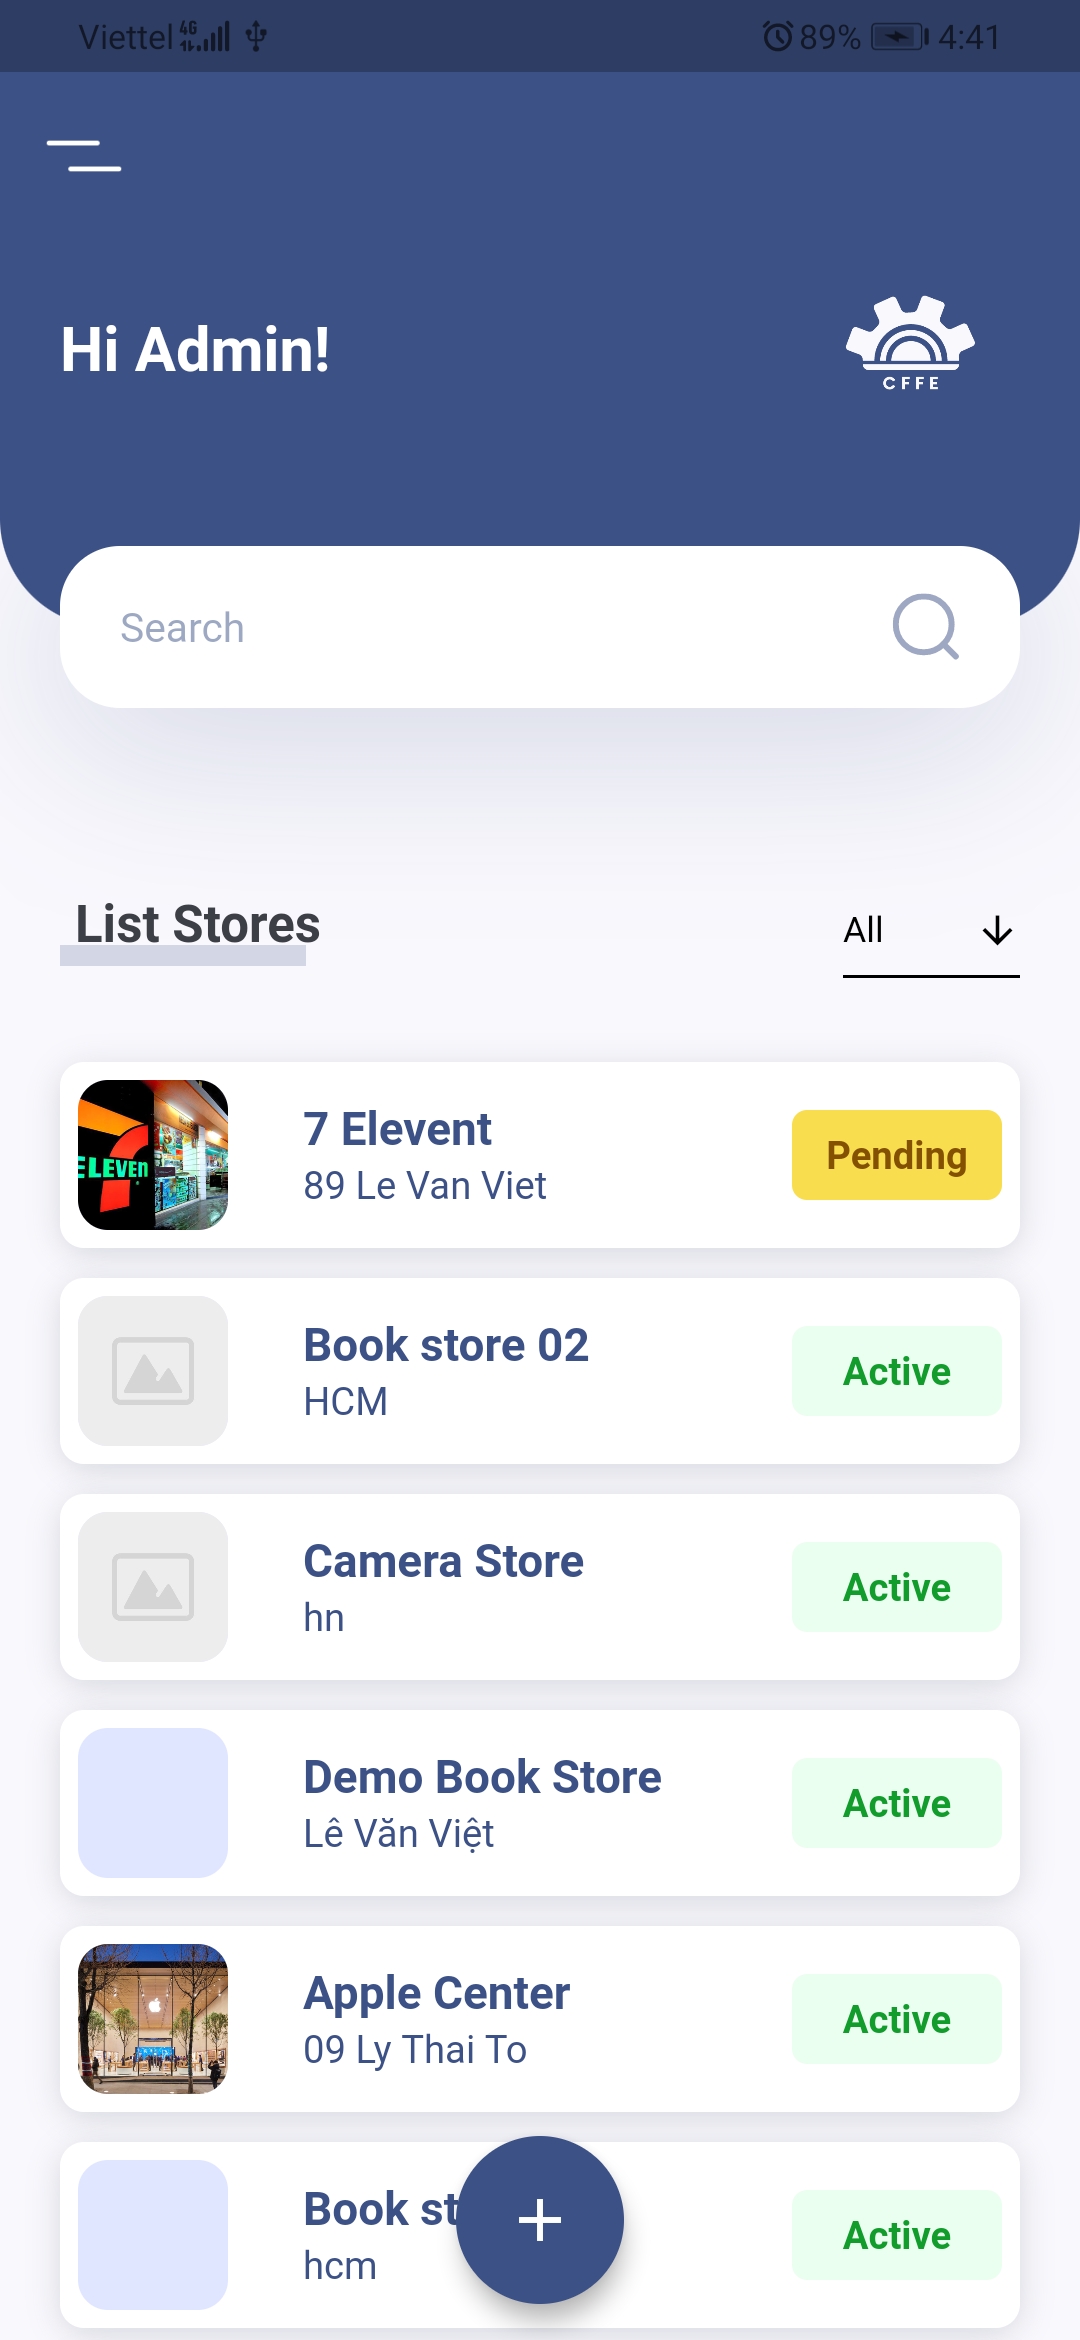 Viettel 4G 89% 4:41
Hi Admin!
CFFE
Search
List Stores
All
ELEVEn
7 Elevent
89 Le Van Viet
Pending
Book store 02
HCM
Active
Camera Store
hn
Active
Demo Book Store
Lê Văn Việt
Active
Apple Center
09 Ly Thai To
Active
Book st
hcm
Active